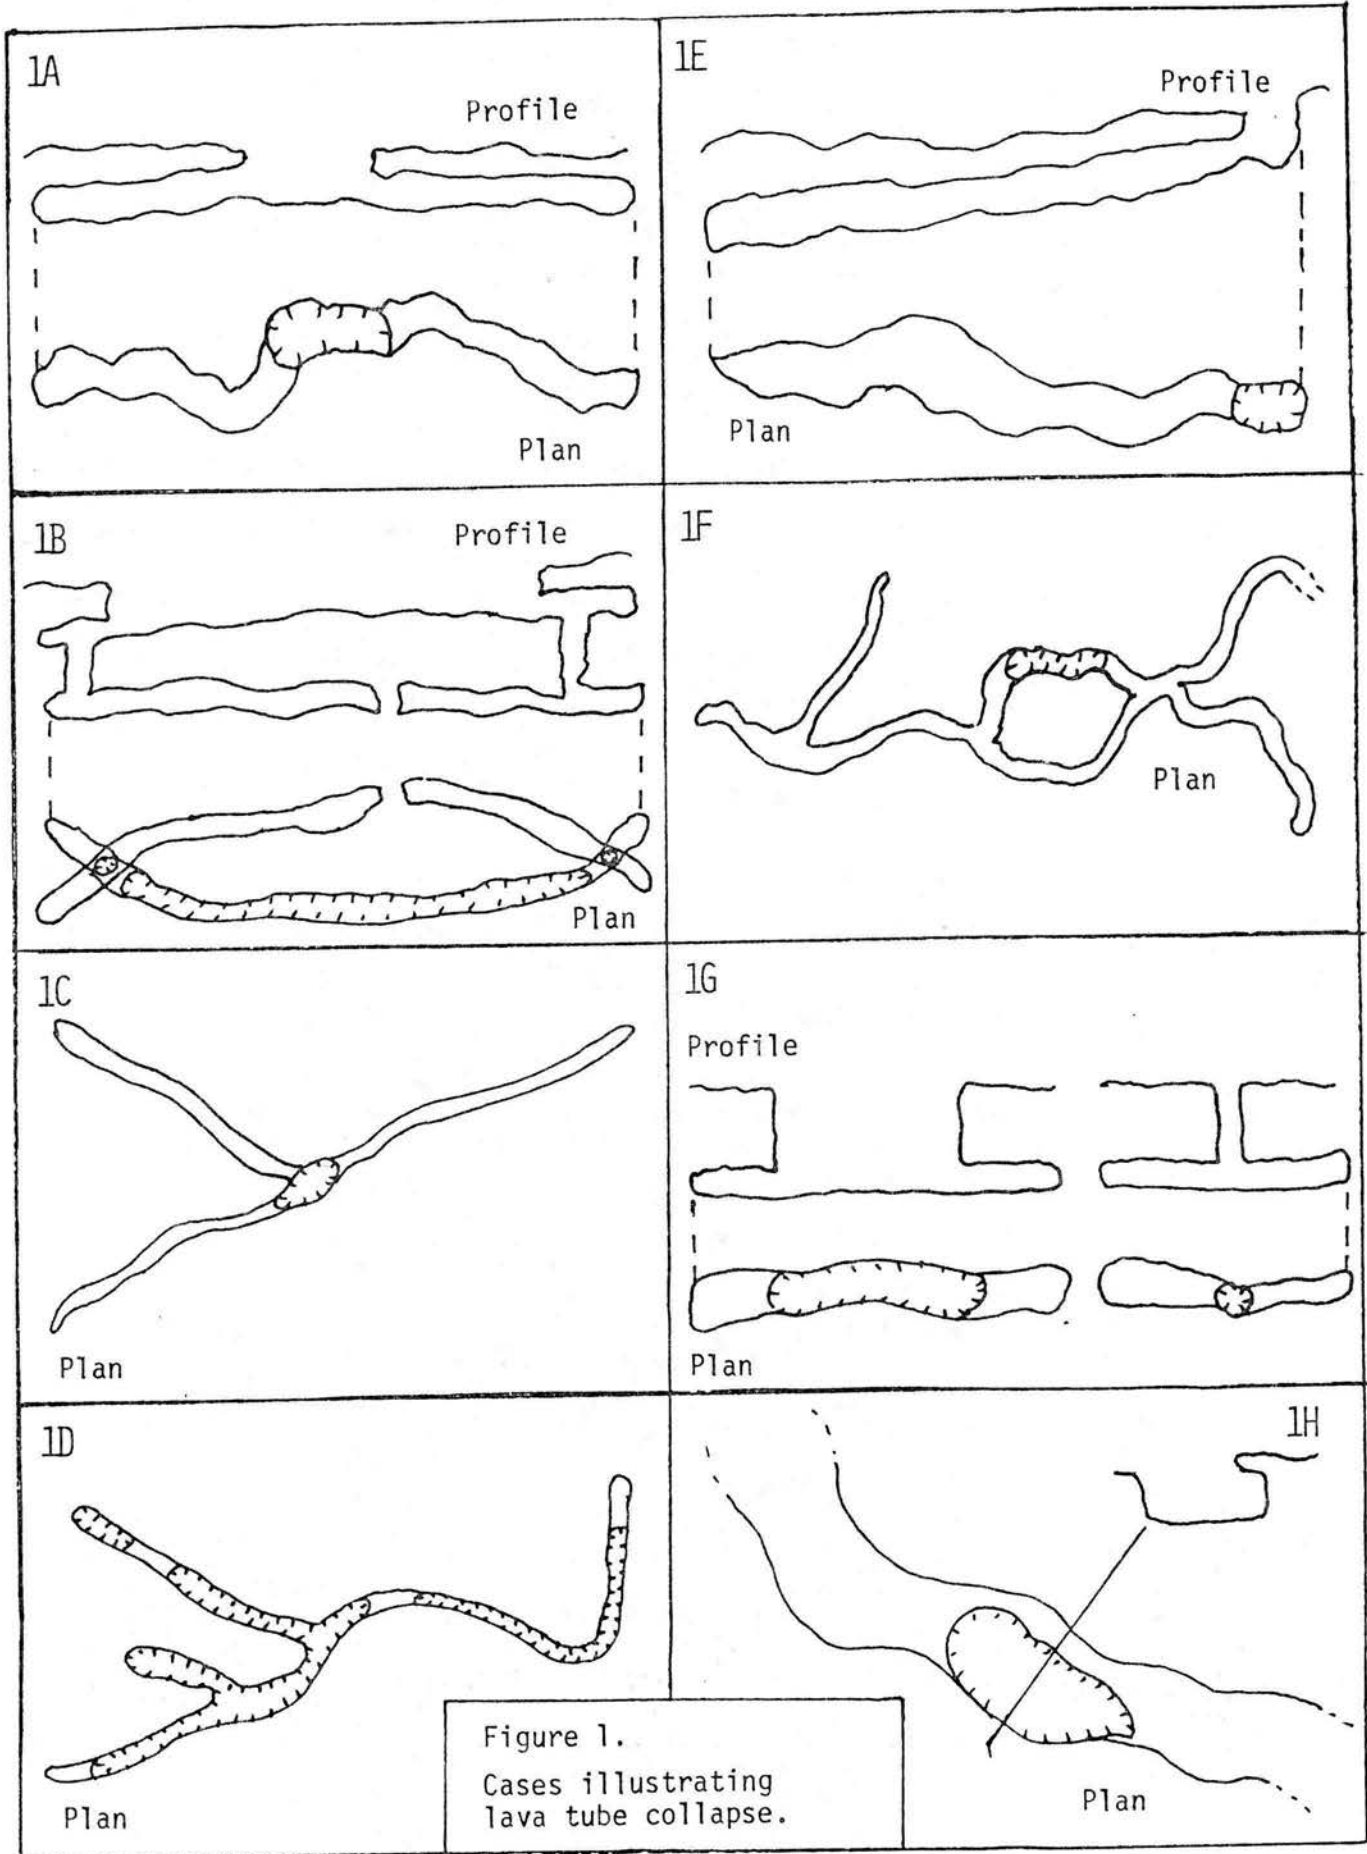 1A
Profile
Plan
1B
Profile
Plan
1C
Plan
1D
Plan
1E
Profile
Plan
1F
Plan
1G
Profile
Plan
1H
Plan
Figure 1.
Cases illustrating
lava tube collapse.